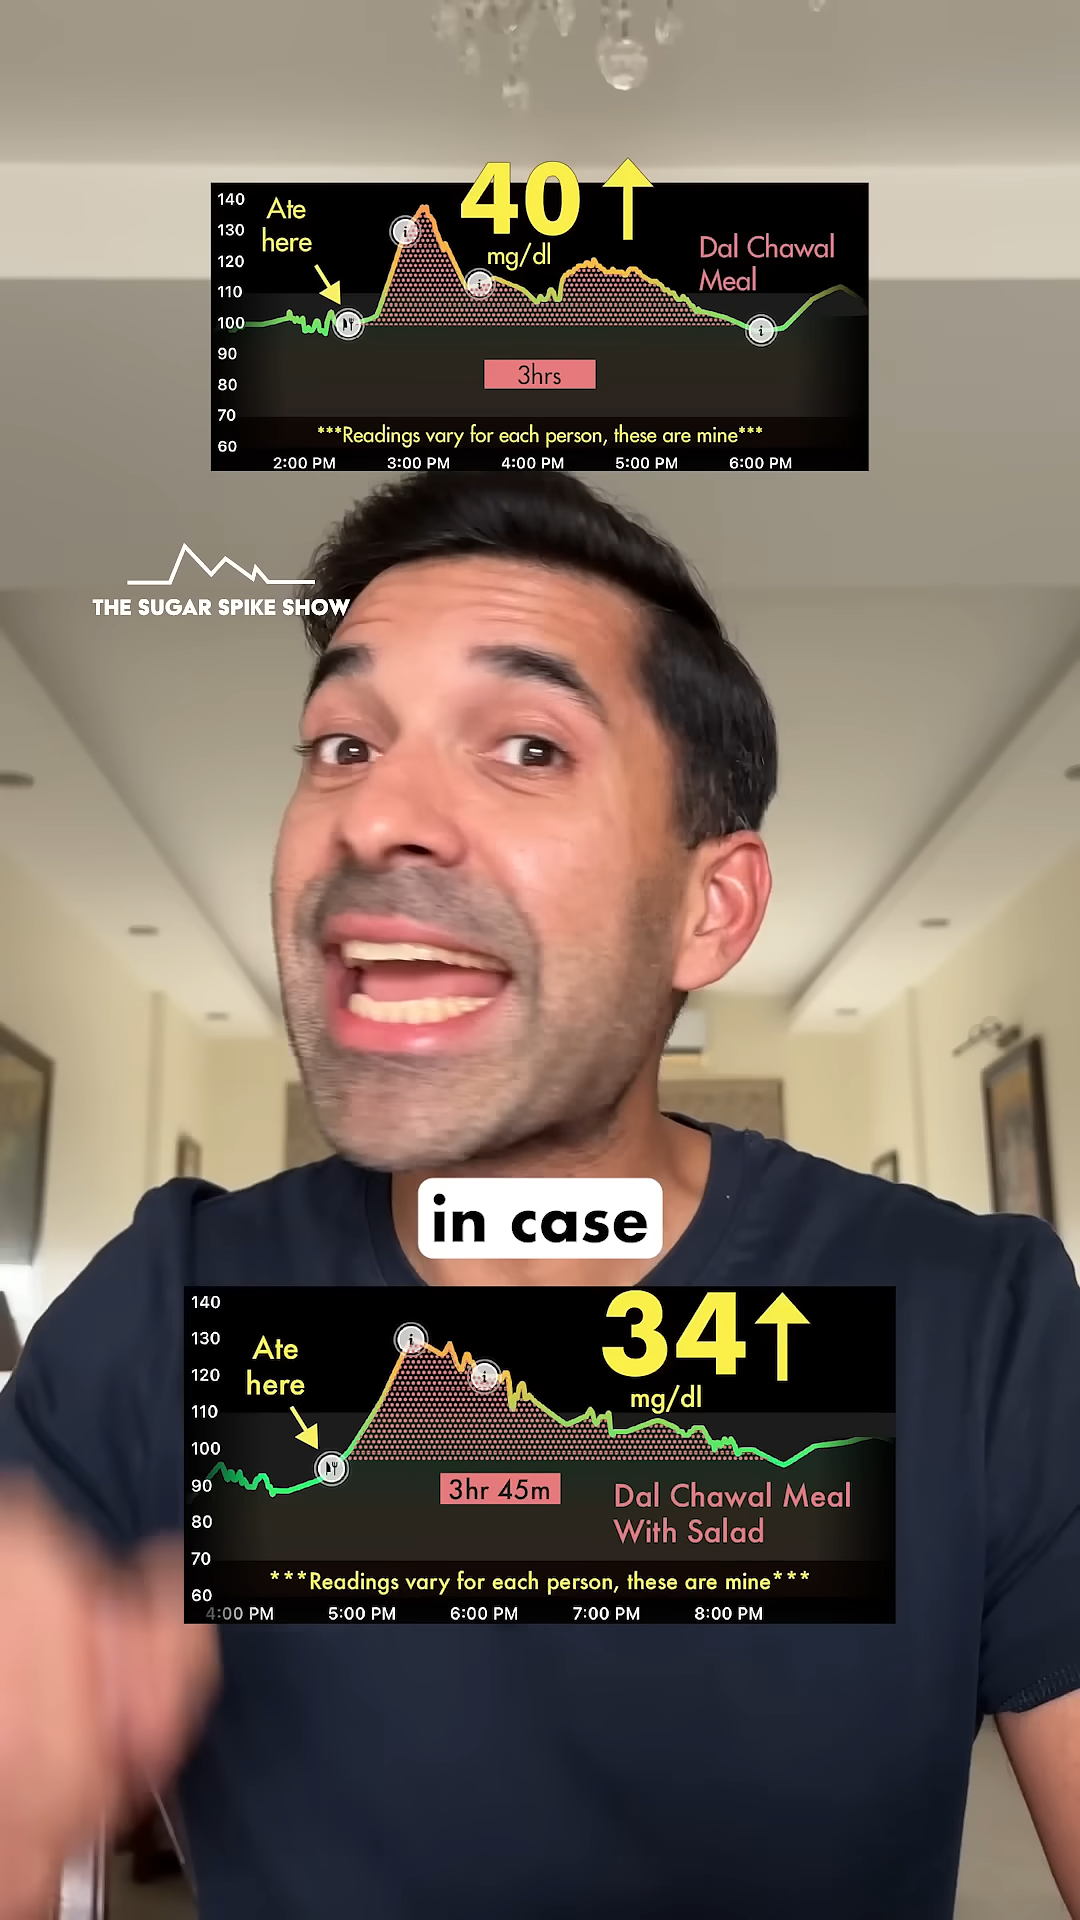 40
mg/dl
140
130
120
110
100
90
80
70
60
Ate
here
Dal Chawal
Meal
3hrs
***Readings vary for each person, these are mine***
2:00 PM 3:00 PM 4:00 PM 5:00 PM 6:00 PM
THE SUGAR SPIKE SHOW
in case
34
mg/dl
140
130
120
110
100
90
80
70
60
Ate
here
3hr 45m
Dal Chawal Meal
With Salad
***Readings vary for each person, these are mine***
4:00 PM 5:00 PM 6:00 PM 7:00 PM 8:00 PM